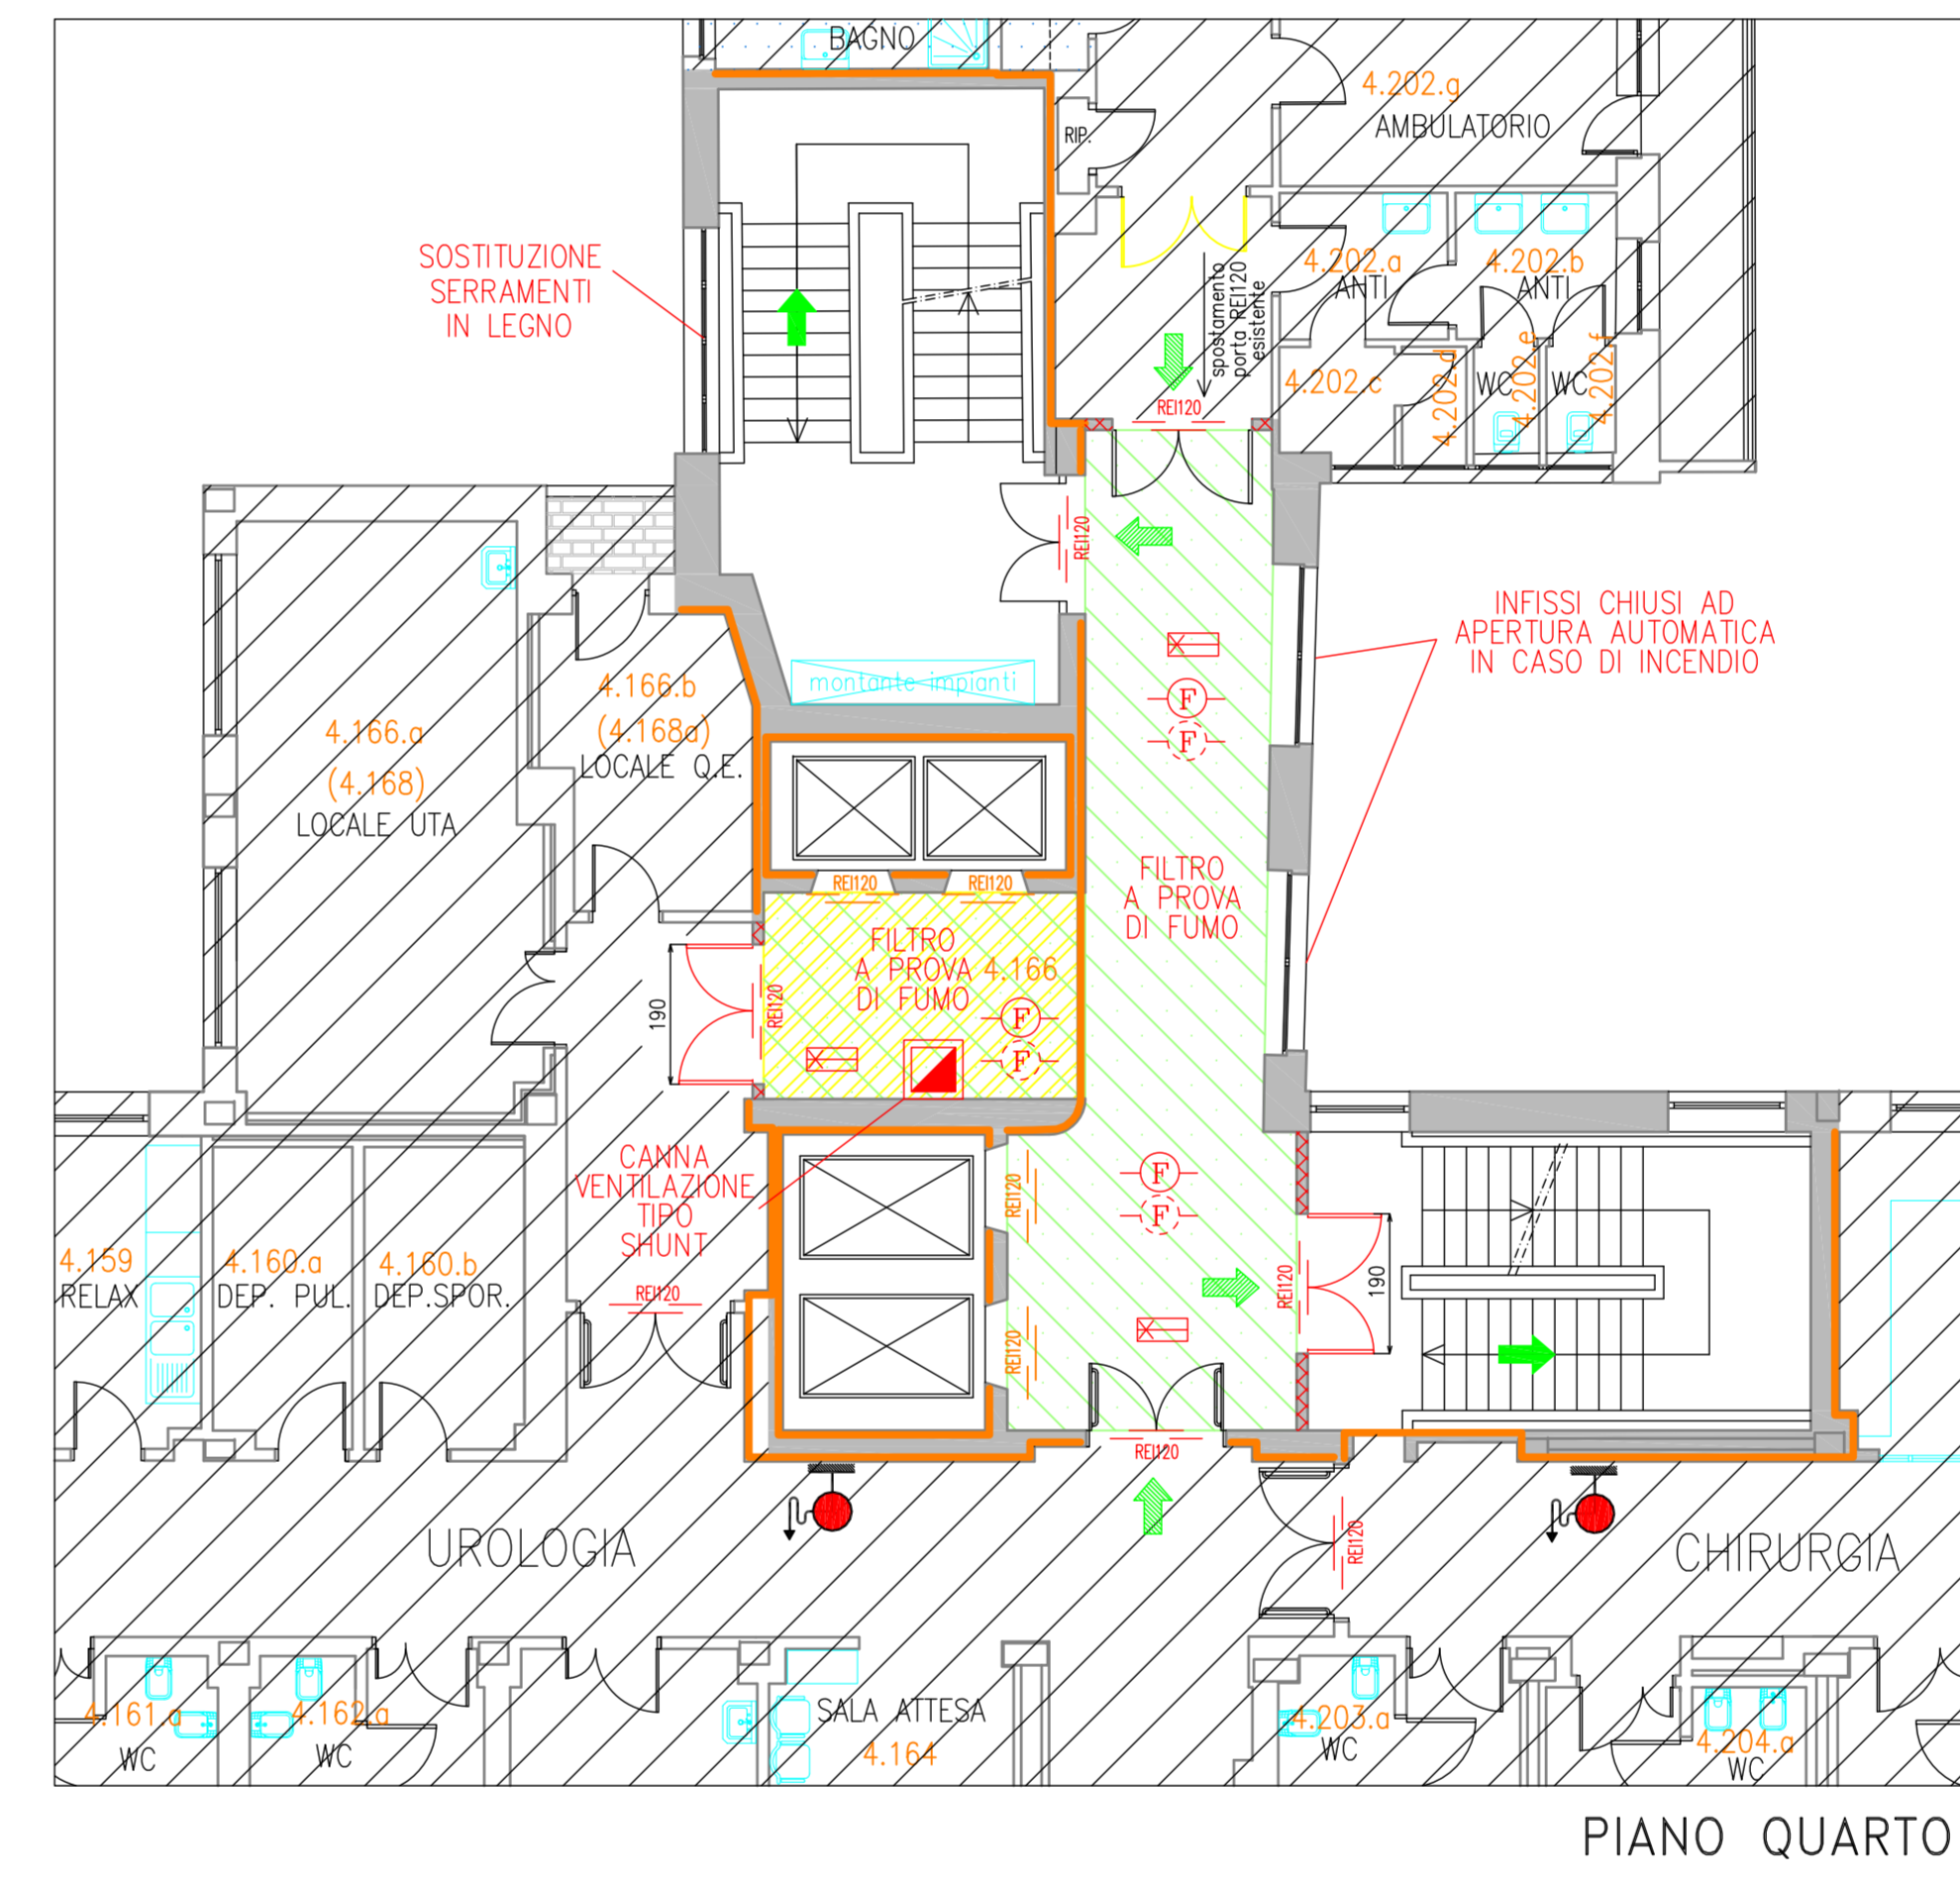 BAGNO
4.202.g
AMBULATORIO
RIP.
SOSTITUZIONE
SERRAMENTI
IN LEGNO
spostamento
porta REI120
esistente
4.202.a
ANTI
4.202.b
ANTI
4.202.c
4.202.d
WC
4.202.e
WC
4.202.f
REI120
REI120
INFISSI CHIUSI AD
APERTURA AUTOMATICA
IN CASO DI INCENDIO
montante impianti
F
F
4.166.b
(4.168a)
LOCALE Q.E.
4.166.a
(4.168)
LOCALE UTA
REI120
REI120
FILTRO
A PROVA
DI FUMO
FILTRO
A PROVA
DI FUMO
4.166
F
F
190
REI120
CANNA
VENTILAZIONE
TIPO
SHUNT
REI120
F
F
REI120
REI120
REI120
190
4.159
RELAX
4.160.a
DEP. PUL.
4.160.b
DEP.SPOR.
REI120
REI120
UROLOGIA
CHIRURGIA
4.161.a
WC
4.162.a
WC
SALA ATTESA
4.164
4.203.a
WC
4.204.a
WC
PIANO QUARTO